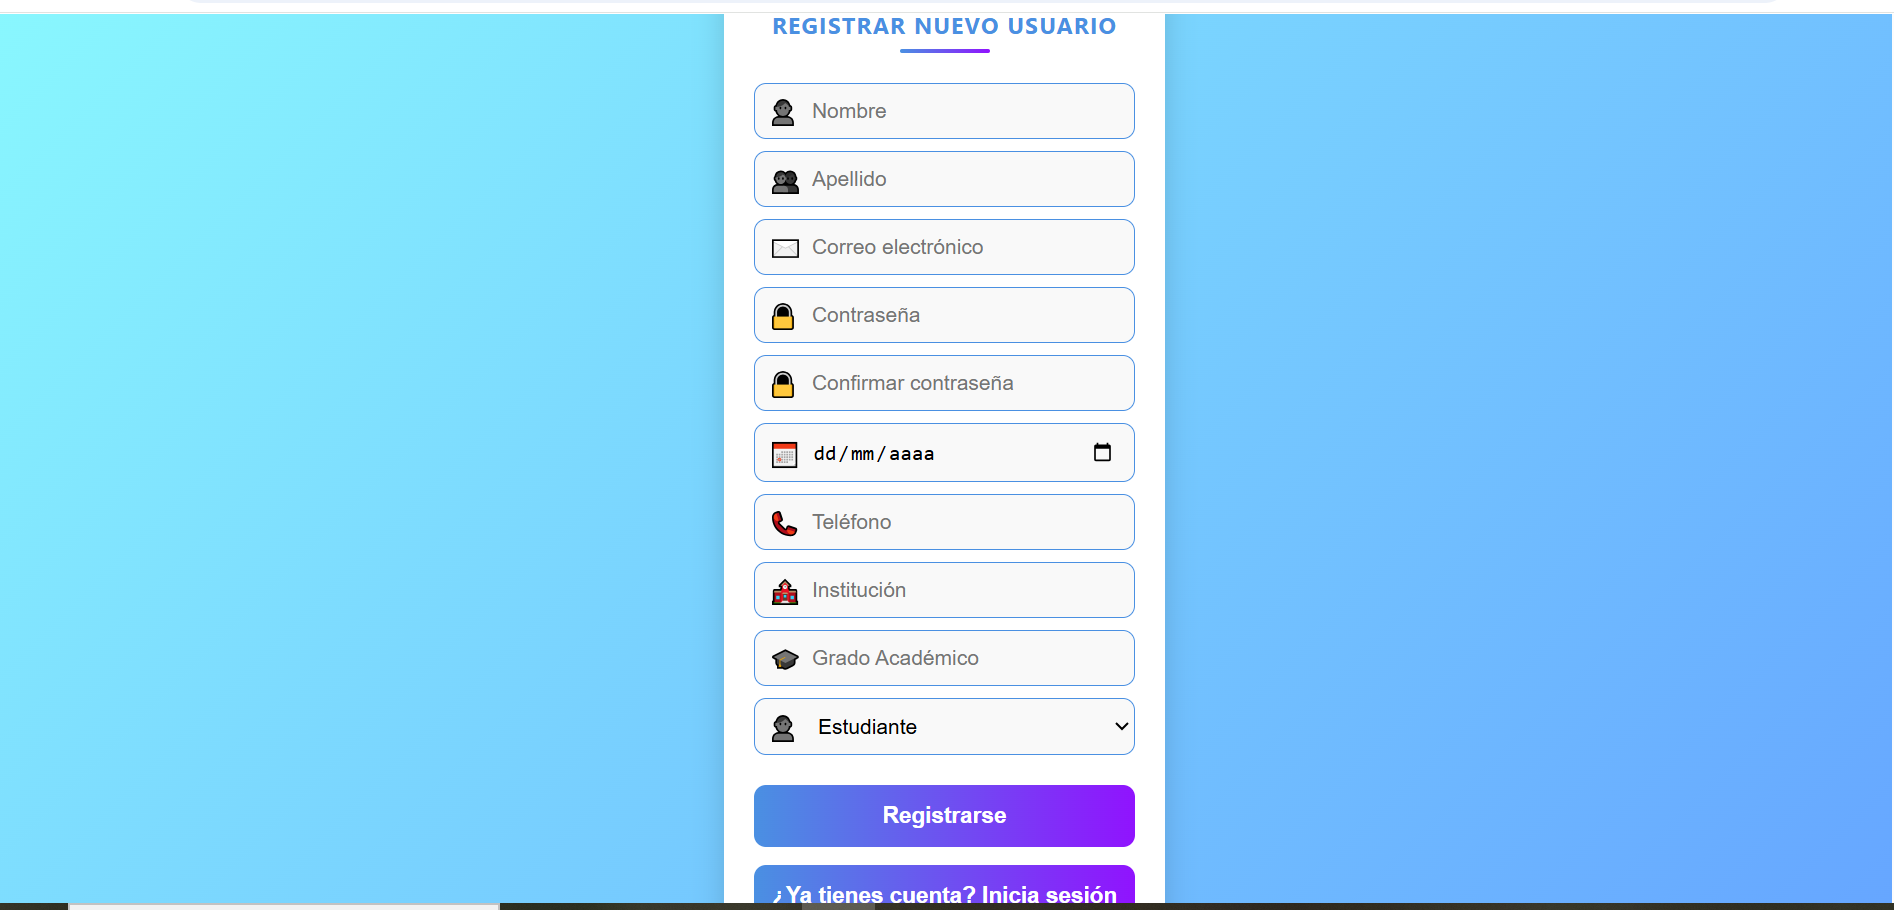 REGISTRAR NUEVO USUARIO
Nombre
Apellido
Correo electrónico
Contraseña
Confirmar contraseña
dd/mm/aaaa
Teléfono
Institución
Grado Académico
Estudiante
Registrarse
¿Ya tienes cuenta? Inicia sesión